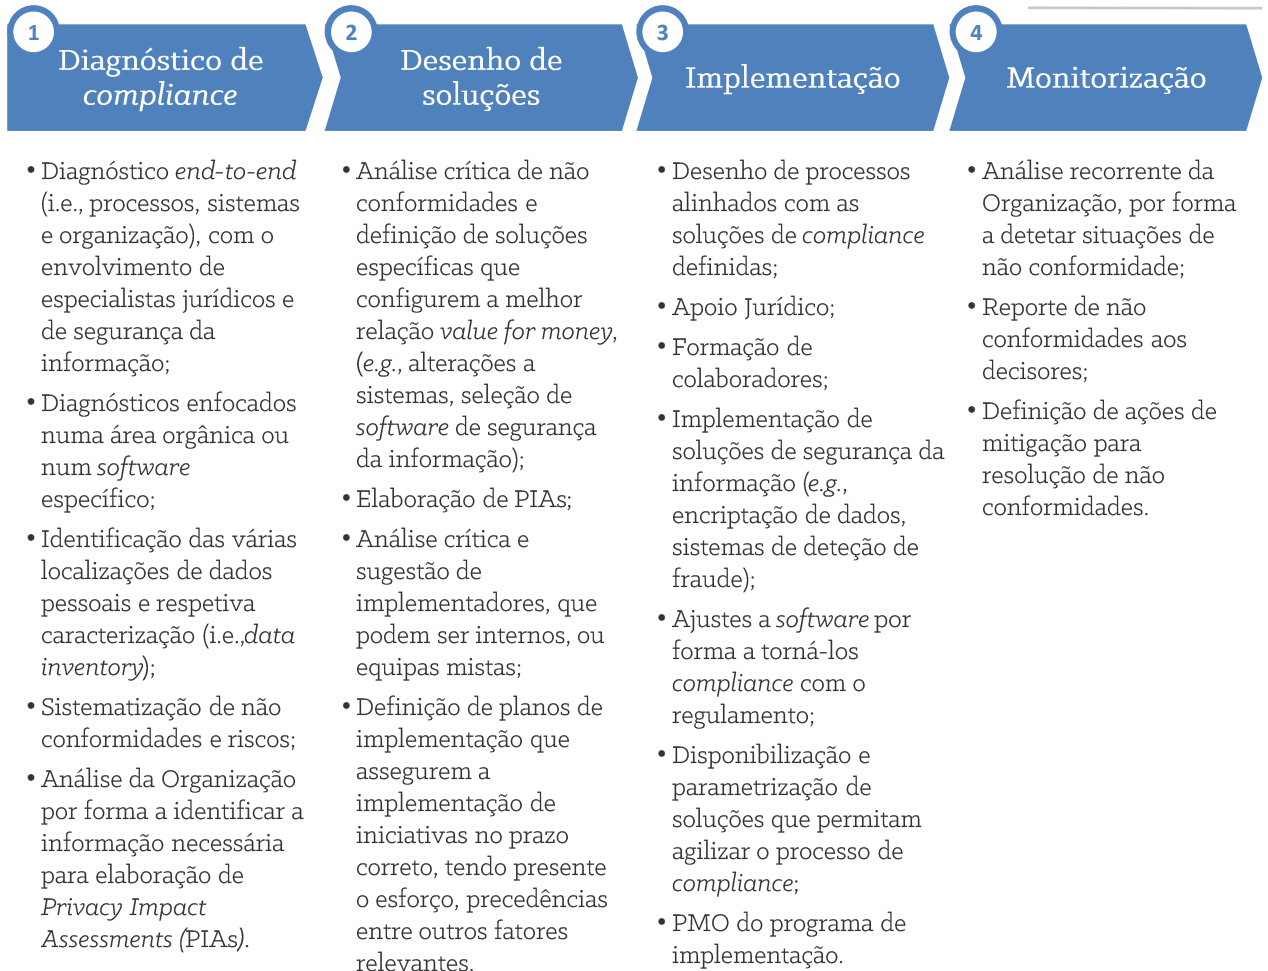 1
Diagnóstico de
compliance
• Diagnóstico end-to-end
(i.e., processos, sistemas
e organização), com o
envolvimento de
especialistas jurídicos e
de segurança da
informação;
• Diagnósticos enfocados
numa área orgânica ou
num software
específico;
• Identificação das várias
localizações de dados
pessoais e respetiva
caracterização (i.e.,data
inventory);
• Sistematização de não
conformidades e riscos;
• Análise da Organização
por forma a identificar a
informação necessária
para elaboração de
Privacy Impact
Assessments (PIAs).
2
Desenho de
soluções
• Análise crítica de não
conformidades e
definição de soluções
específicas que
configurem a melhor
relação value for money,
(e.g., alterações a
sistemas, seleção de
software de segurança
da informação);
• Elaboração de PIAs;
• Análise crítica e
sugestão de
implementadores, que
podem ser internos, ou
equipas mistas;
• Definição de planos de
implementação que
assegurem a
implementação de
iniciativas no prazo
correto, tendo presente
o esforço, precedências
entre outros fatores
relevantes.
3
Implementação
• Desenho de processos
alinhados com as
soluções de compliance
definidas;
• Apoio Jurídico;
• Formação de
colaboradores;
• Implementação de
soluções de segurança da
informação (e.g.,
encriptação de dados,
sistemas de deteção de
fraude);
• Ajustes a software por
forma a torná-los
compliance com o
regulamento;
• Disponibilização e
parametrização de
soluções que permitam
agilizar o processo de
compliance;
• PMO do programa de
implementação.
4
Monitorização
• Análise recorrente da
Organização, por forma
a detetar situações de
não conformidade;
• Reporte de não
conformidades aos
decisores;
• Definição de ações de
mitigação para
resolução de não
conformidades.